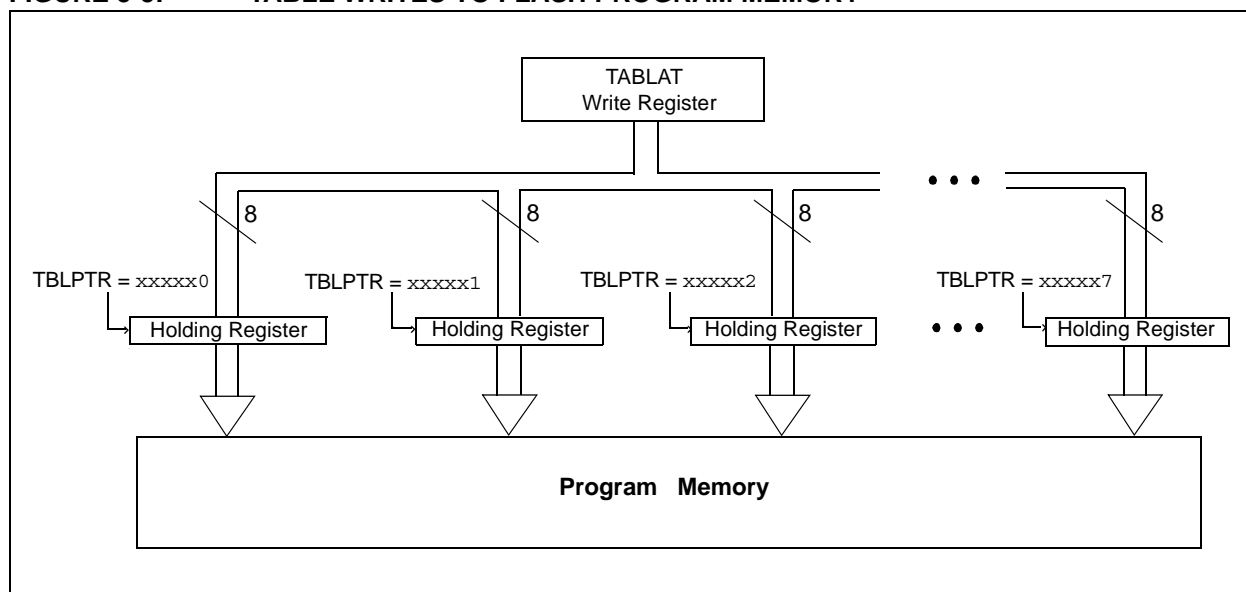 TABLAT
Write Register
8
8
8
8
TBLPTR = xxxxx0
TBLPTR = xxxxx1
TBLPTR = xxxxx2
TBLPTR = xxxxx7
Holding Register
Holding Register
Holding Register
Holding Register
Program Memory